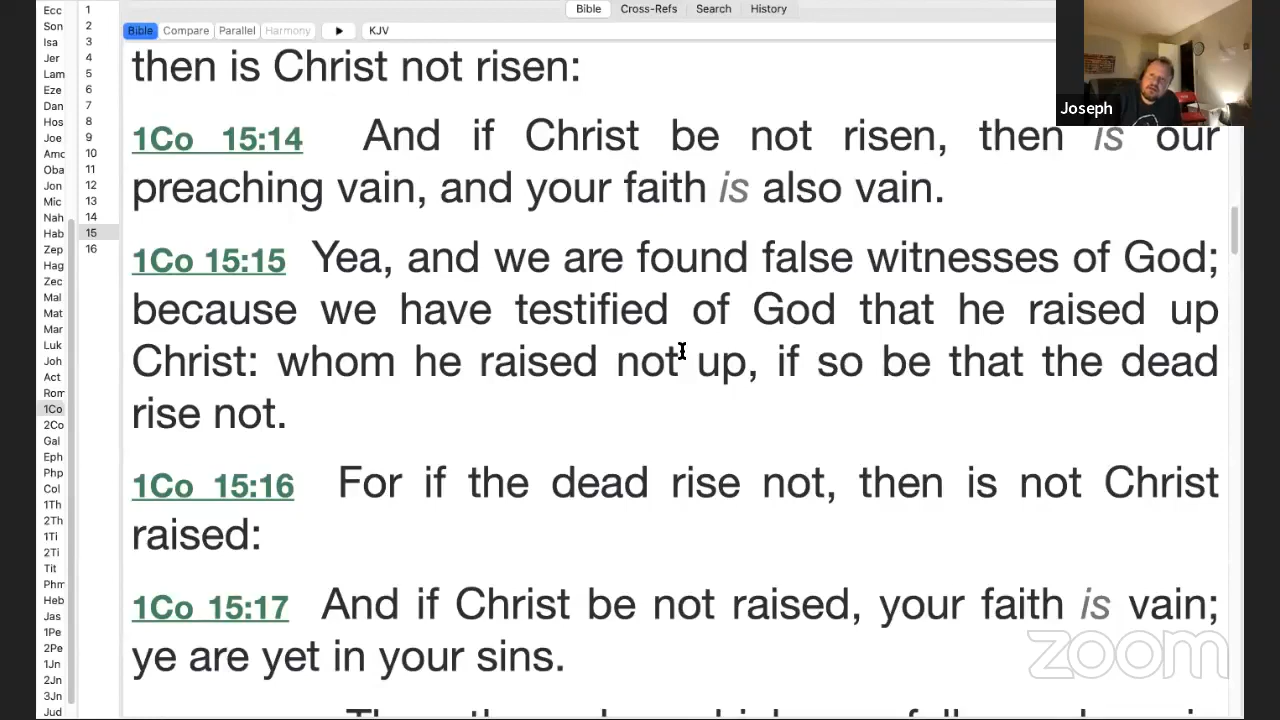 Bible Cross-Refs Search History
Bible Compare Parallel Harmony KJV
Ecc
Son
Isa
Jer
Lam
Eze
Dan
Hos
Joe
Amo
Oba
Jon
Mic
Nah
Hab
Zep
Hag
Zec
Mal
Mat
Mar
Luk
Joh
Act
Rom
1Co
2Co
Gal
Eph
Php
Col
1Th
2Th
1Ti
2Ti
Tit
Phm
Heb
Jas
1Pe
2Pe
1Jn
2Jn
3Jn
Jud
1
2
3
4
5
6
7
8
9
10
11
12
13
14
15
16
then is Christ not risen:
1Co 15:14 And if Christ be not risen, then is our
preaching vain, and your faith is also vain.
1Co 15:15 Yea, and we are found false witnesses of God;
because we have testified of God that he raised up
Christ: whom he raised not up, if so be that the dead
rise not.
1Co 15:16 For if the dead rise not, then is not Christ
raised:
1Co 15:17 And if Christ be not raised, your faith is vain;
ye are yet in your sins.
Joseph
zoom